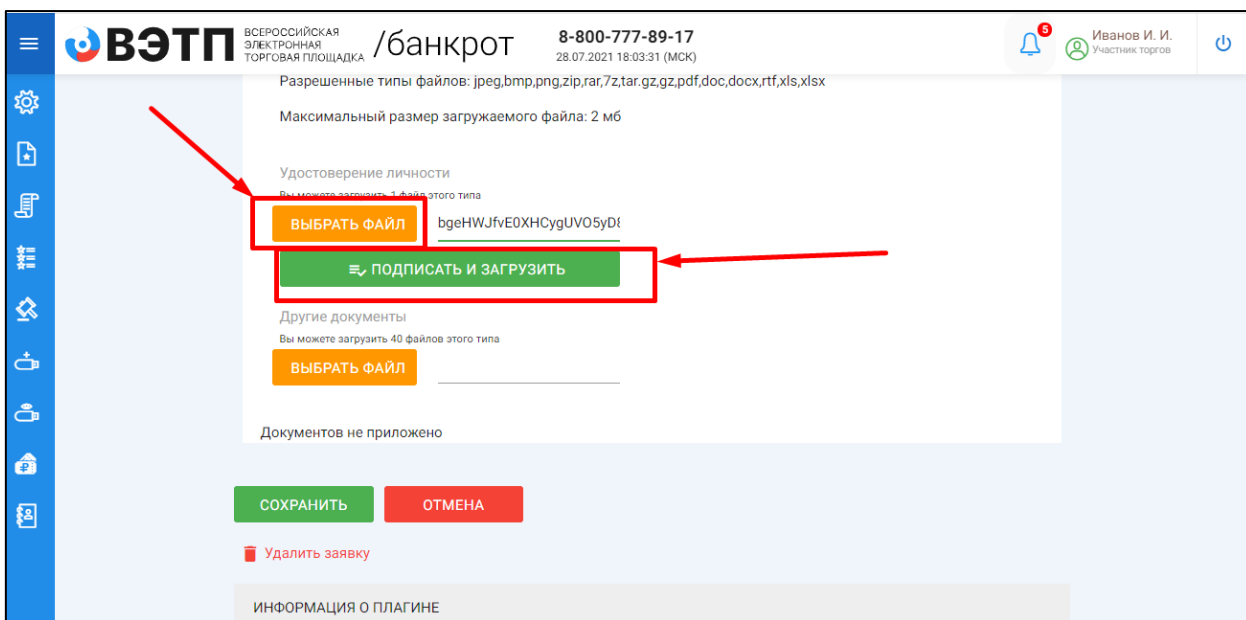 ВЭТП
ВСЕРОССИЙСКАЯ
ЭЛЕКТРОННАЯ
ТОРГОВАЯ ПЛОЩАДКА
/банкрот
8-800-777-89-17
28.07.2021 18:03:31 (МСК)
5
Иванов И. И.
Участник торгов
Разрешенные типы файлов: jpeg,bmp,png,zip,rar,7z,tar.gz,gz,pdf,doc,docx,rtf,xls,xlsx
Максимальный размер загружаемого файла: 2 мб
Удостоверение личности
Вы можете загрузить 1 файл этого типа
ВЫБРАТЬ ФАЙЛ
bgeHWJfvE0XHCygUVO5yD
ПОДПИСАТЬ И ЗАГРУЗИТЬ
Другие документы
Вы можете загрузить 40 файлов этого типа
ВЫБРАТЬ ФАЙЛ
Документов не приложено
СОХРАНИТЬ ОТМЕНА
Удалить заявку
ИНФОРМАЦИЯ О ПЛАГИНЕ